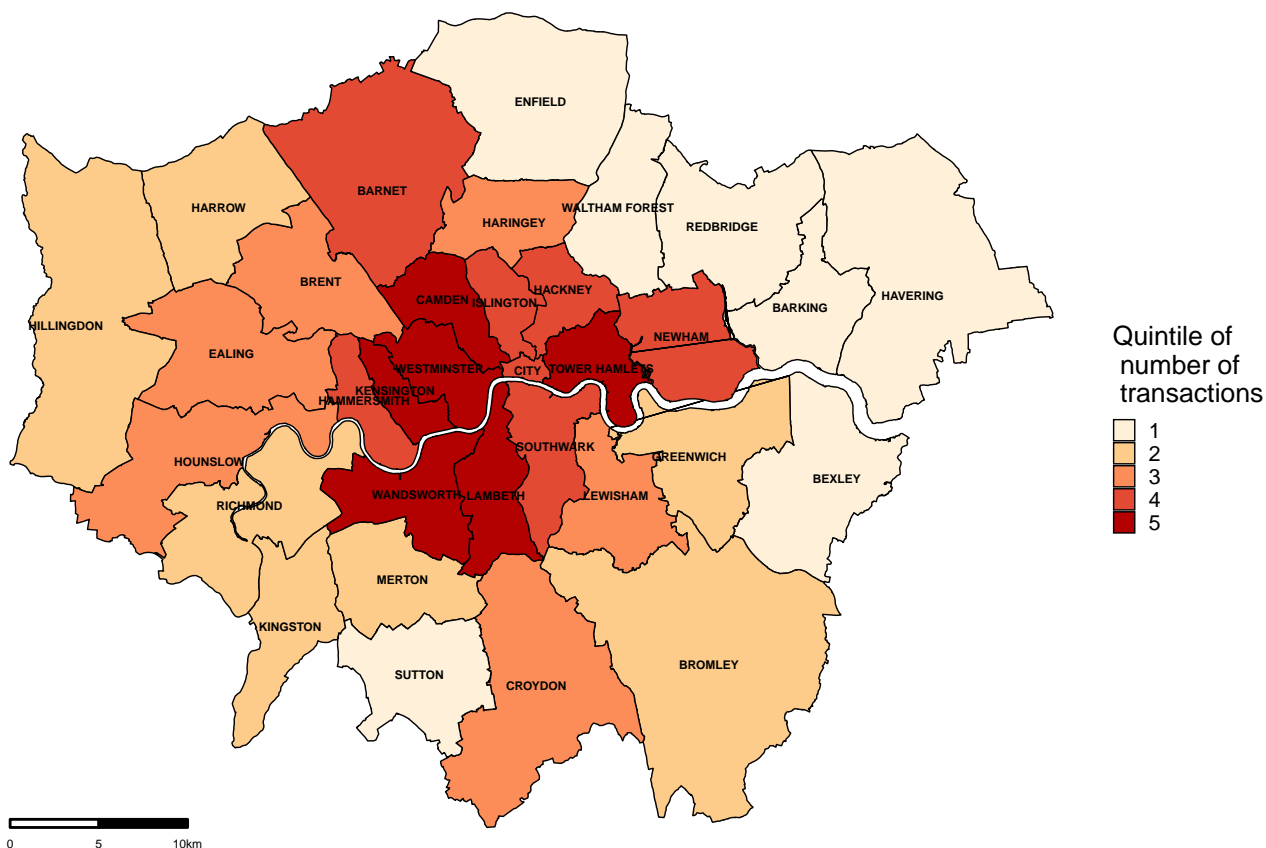 ENFIELD
BARNET
HARROW
WALTHAM FOREST
HARINGEY
REDBRIDGE
BRENT
HACKNEY
CAMDEN
ISLINGTON
HAVERING
BARKING
HILLINGDON
NEWHAM
EALING
WESTMINSTER
CITY
TOWER HAMLETS
KENSINGTON
HAMMERSMITH
SOUTHWARK
GREENWICH
HOUNSLOW
BEXLEY
WANDSWORTH
LAMBETH
LEWISHAM
RICHMOND
MERTON
KINGSTON
BROMLEY
SUTTON
CROYDON
Quintile of
number of
transactions
1
2
3
4
5
0 5 10km